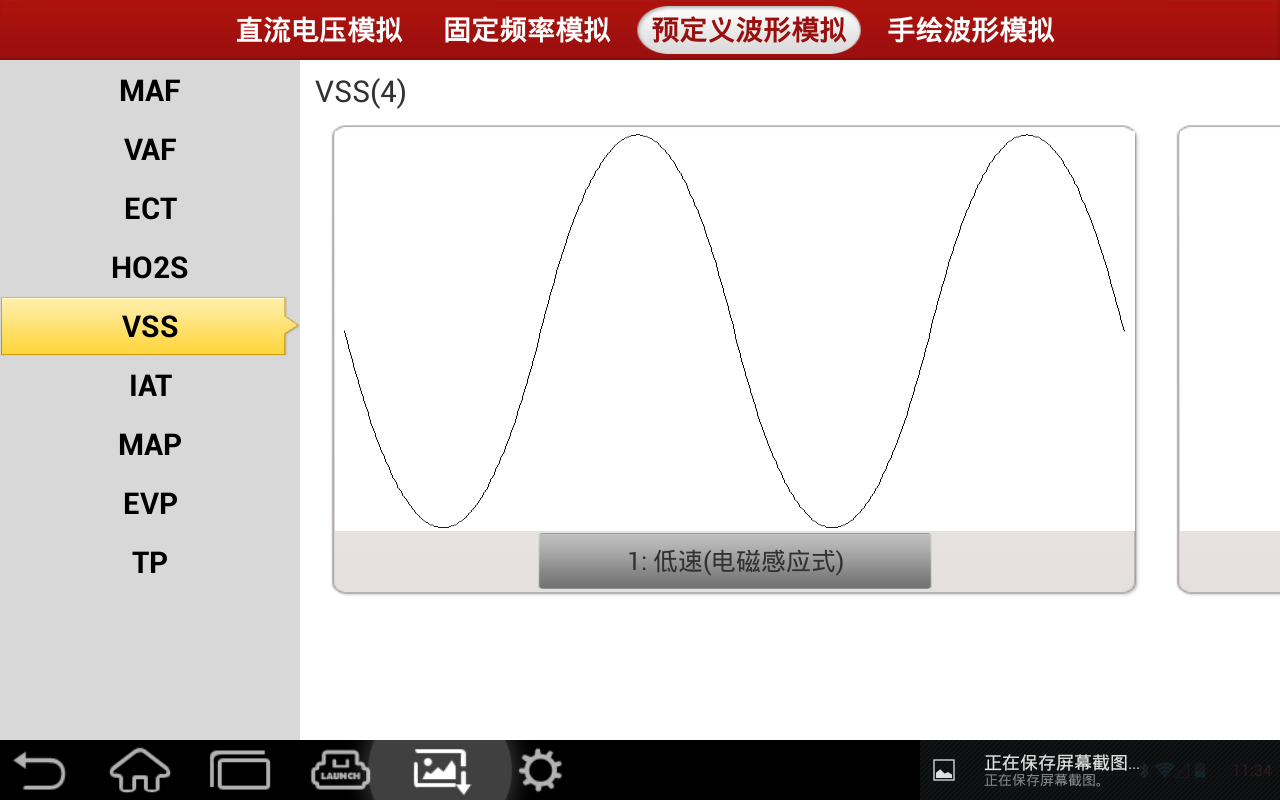 直流电压模拟 固定频率模拟 预定义波形模拟 手绘波形模拟
MAF
VAF
ECT
HO2S
VSS
IAT
MAP
EVP
TP
VSS(4)
1: 低速(电磁感应式)
LAUNCH
正在保存屏幕截图...
正在保存屏幕截图。
11:34